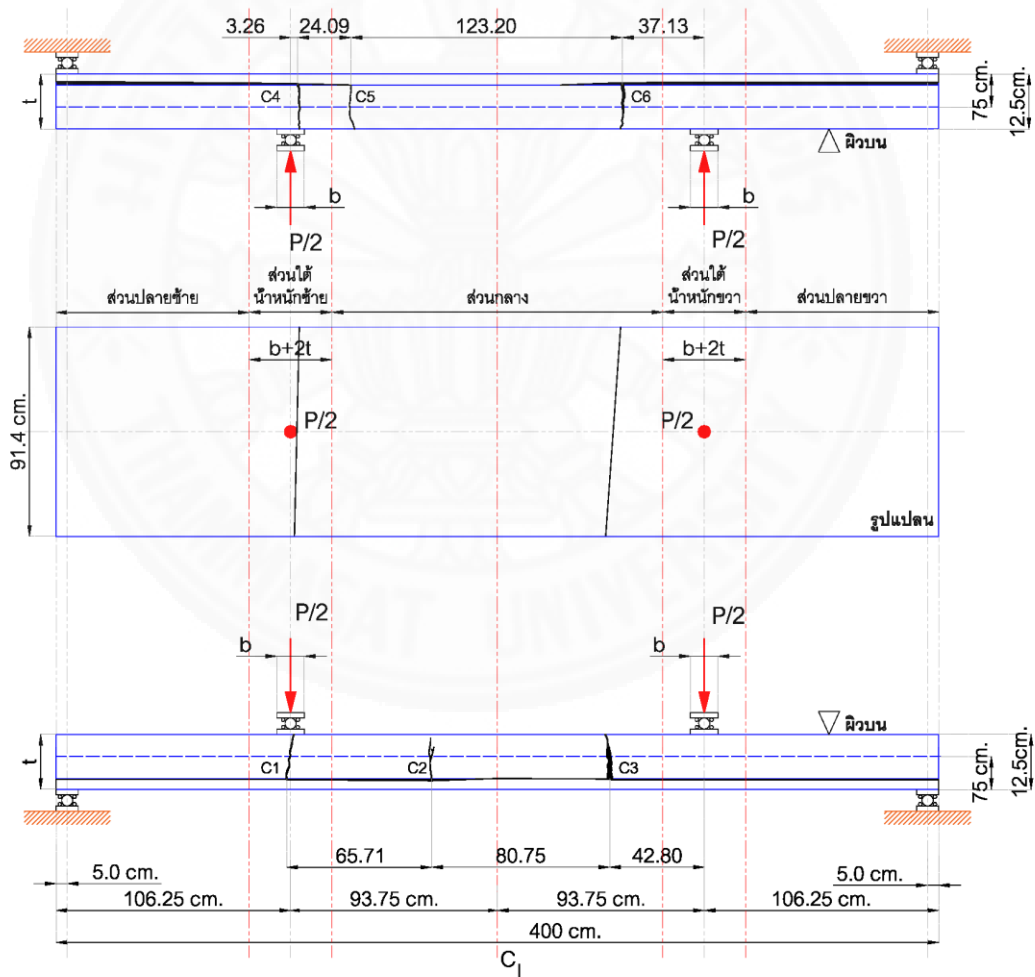 3.26 24.09 123.20 37.13
C4 C5 C6
t
75 cm.
12.5cm.
ผิวบน
b b
P/2 P/2
ส่วนปลายซ้าย ส่วนใต้ น้ำหนักซ้าย ส่วนกลาง ส่วนใต้ น้ำหนักขวา ส่วนปลายขวา
b+2t b+2t
P/2 P/2
91.4 cm.
รูปแปลน
THAMMASAT UNIVERSITY
P/2 P/2
b b
ผิวบน
t
C1 C2 C3
75 cm.
12.5cm.
65.71 80.75 42.80
5.0 cm. 5.0 cm.
106.25 cm. 93.75 cm. 93.75 cm. 106.25 cm.
400 cm.
C l